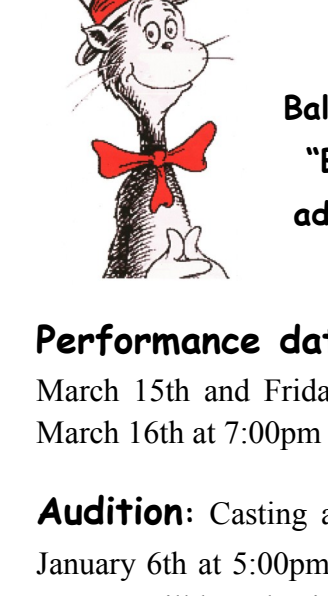 Bal
"E
ad
Performance dat
March 15th and Frida
March 16th at 7:00pm
Audition: Casting a
January 6th at 5:00pm